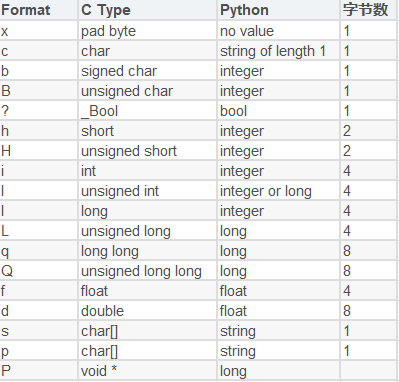 Format C Type Python 字节数
x pad byte no value 1
c char string of length 1 1
b signed char integer 1
B unsigned char integer 1
? _Bool bool 1
h short integer 2
H unsigned short integer 2
i int integer 4
I unsigned int integer or long 4
l long integer 4
L unsigned long long 4
q long long long 8
Q unsigned long long long 8
f float float 4
d double float 8
s char[] string 1
p char[] string 1
P void * long